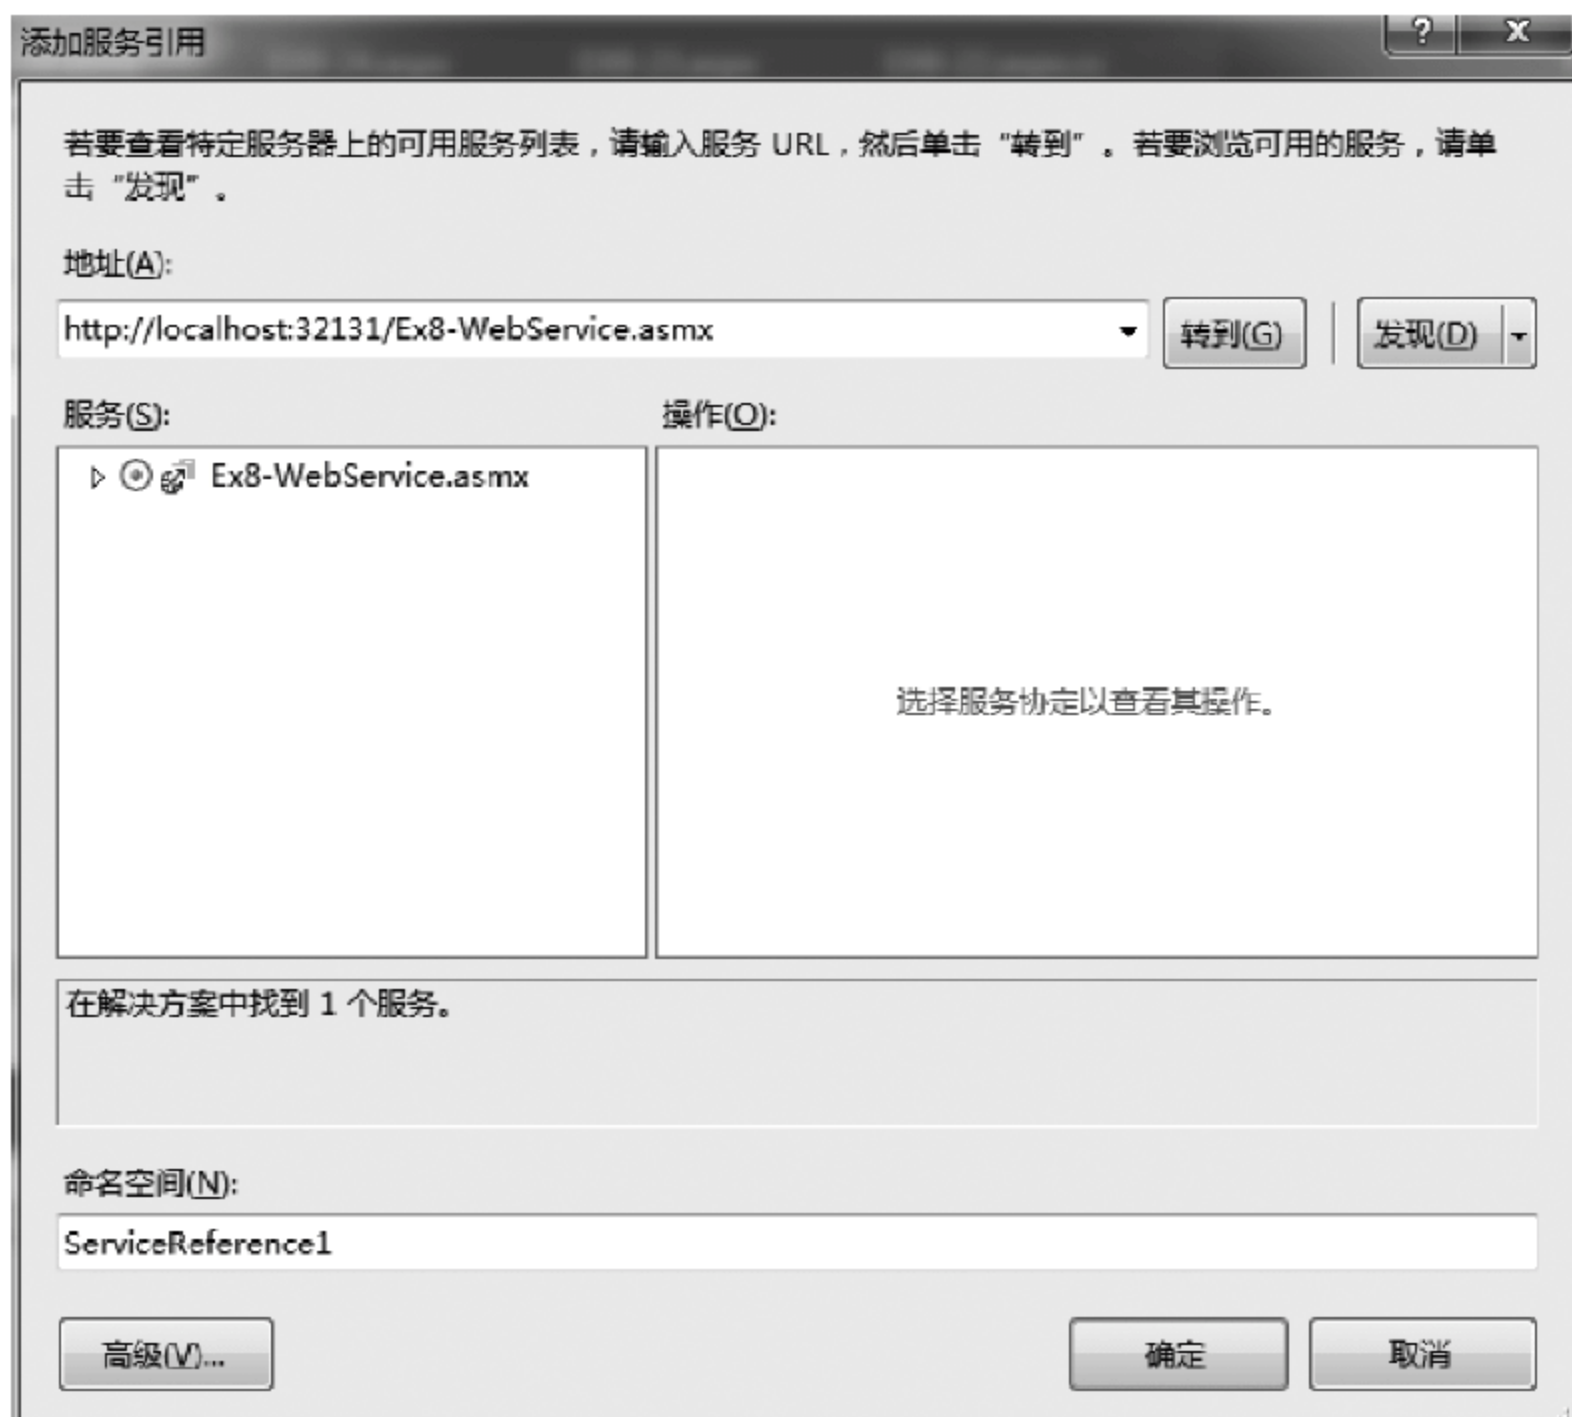 添加服务引用
? X
若要查看特定服务器上的可用服务列表，请输入服务 URL，然后单击“转到”。若要浏览可用的服务，请单
击“发现”。
地址(A):
http://localhost:32131/Ex8-WebService.asmx 转到(G) 发现(D)
服务(S): 操作(O):
Ex8-WebService.asmx
选择服务协定以查看其操作。
在解决方案中找到 1 个服务。
命名空间(N):
ServiceReference1
高级(V)... 确定 取消